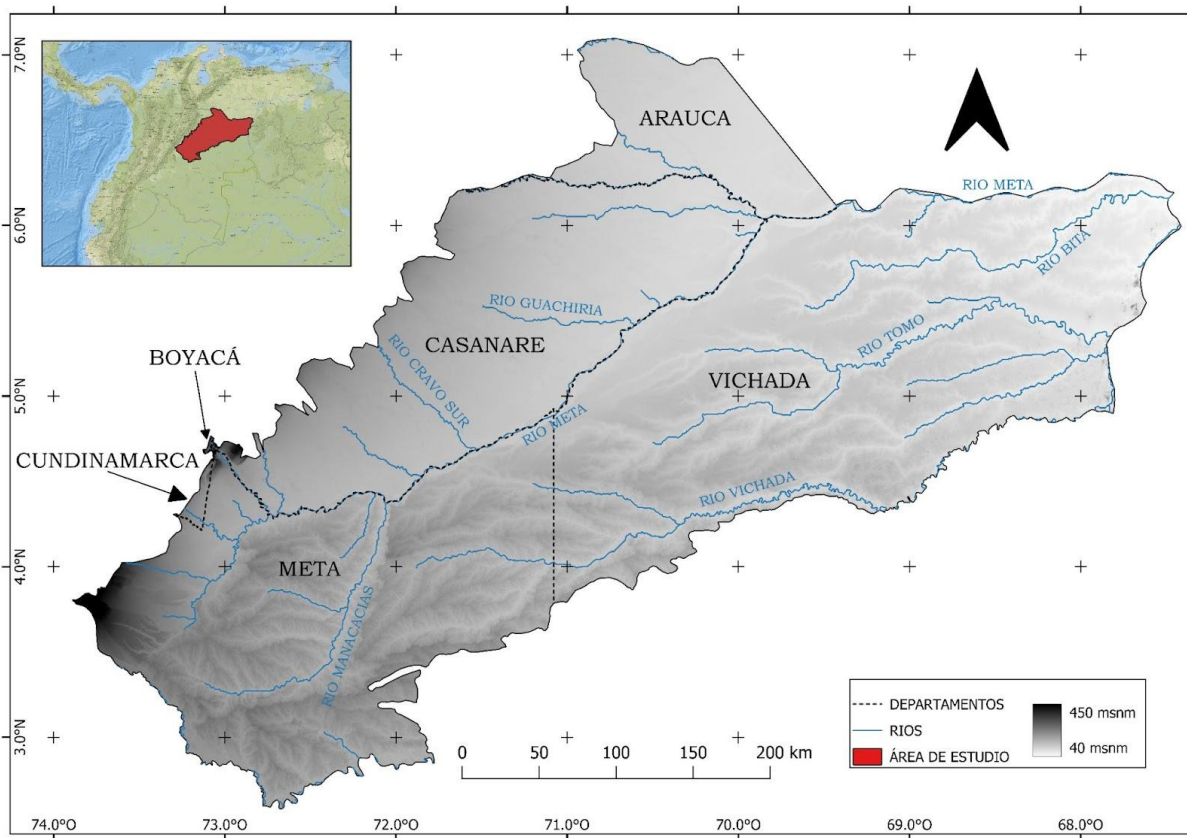 7.0°N
6.0°N
5.0°N
4.0°N
3.0°N
ARAUCA
RIO META
RIO BITA
RIO GUACHIRIA
RIO TOMO
BOYACÁ
CASANARE
RIO CRAVO SUR
VICHADA
RIO META
CUNDINAMARCA
RIO VICHADA
META
RIO MANACACIAS
DEPARTAMENTOS
RIOS
ÁREA DE ESTUDIO
450 msnm
40 msnm
0 50 100 150 200 km
74.0°O 73.0°O 72.0°O 71.0°O 70.0°O 69.0°O 68.0°O